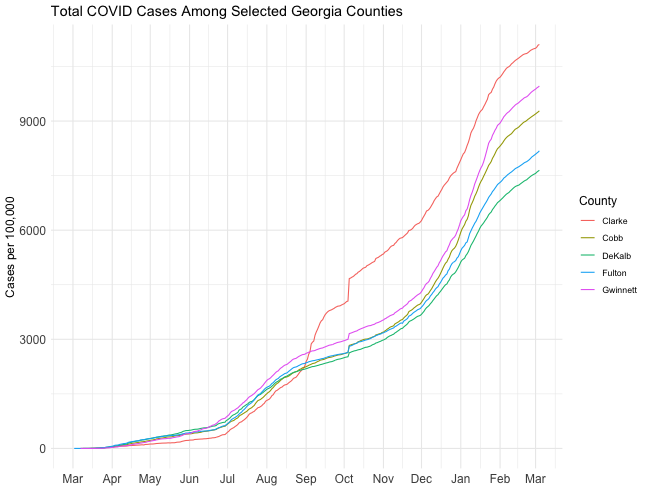 Total COVID Cases Among Selected Georgia Counties
Cases per 100,000
9000
6000
3000
0
Mar Apr May Jun Jul Aug Sep Oct Nov Dec Jan Feb Mar
County
Clarke
Cobb
DeKalb
Fulton
Gwinnett